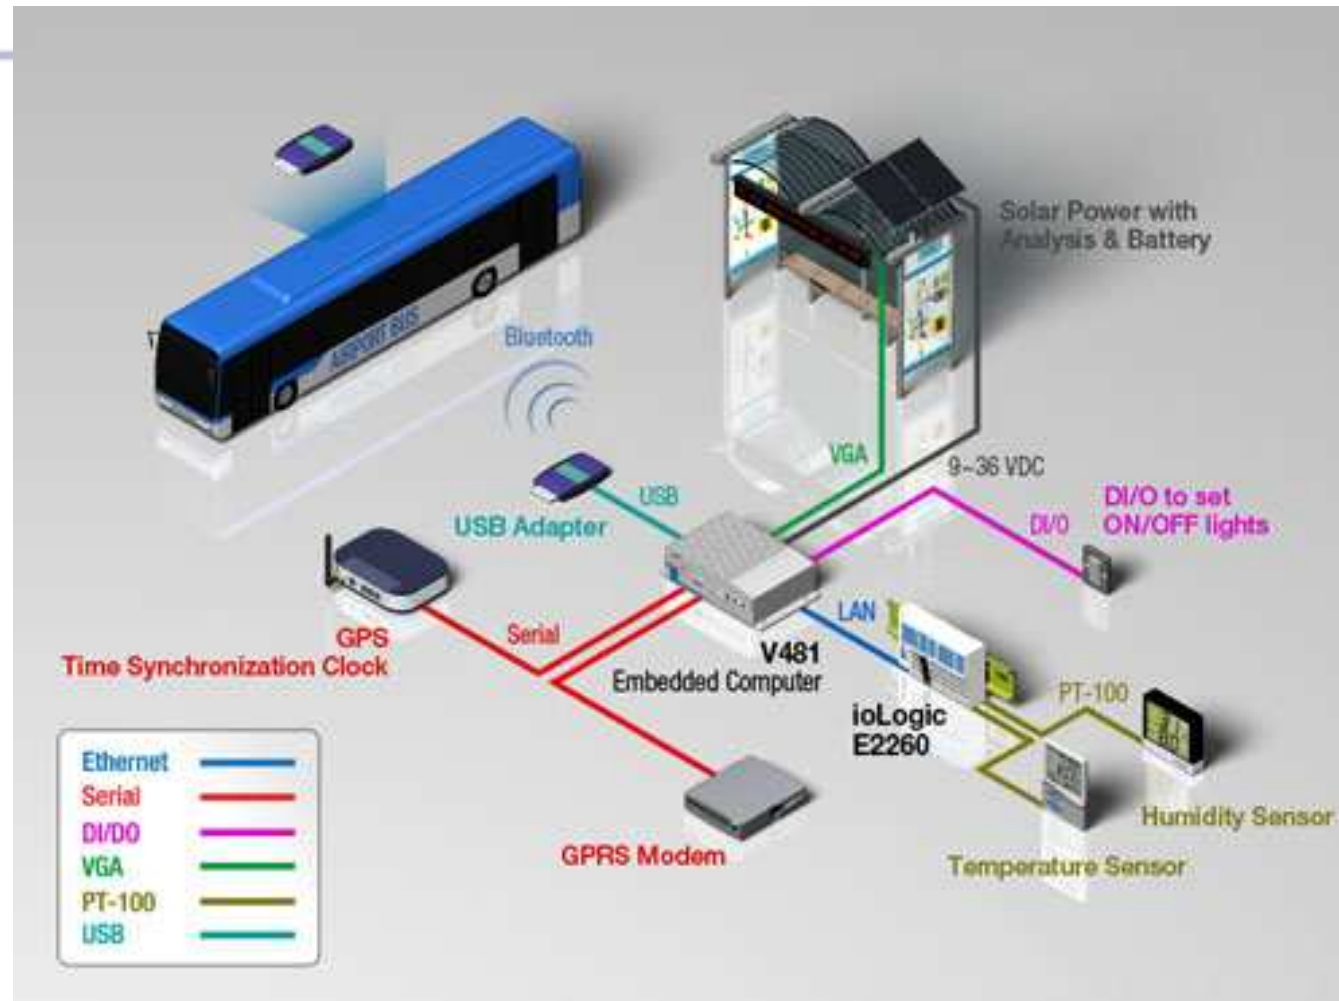 Solar Power with
Analysis & Battery
AIRPORT BUS
Bluetooth
VGA
9~36 VDC
USB
USB Adapter
DI/O
DI/O to set
ON/OFF lights
GPS
Time Synchronization Clock
Serial
LAN
V481
Embedded Computer
PT-100
ioLogic
E2260
Humidity Sensor
Temperature Sensor
GPRS Modem
Ethernet
Serial
DI/DO
VGA
PT-100
USB